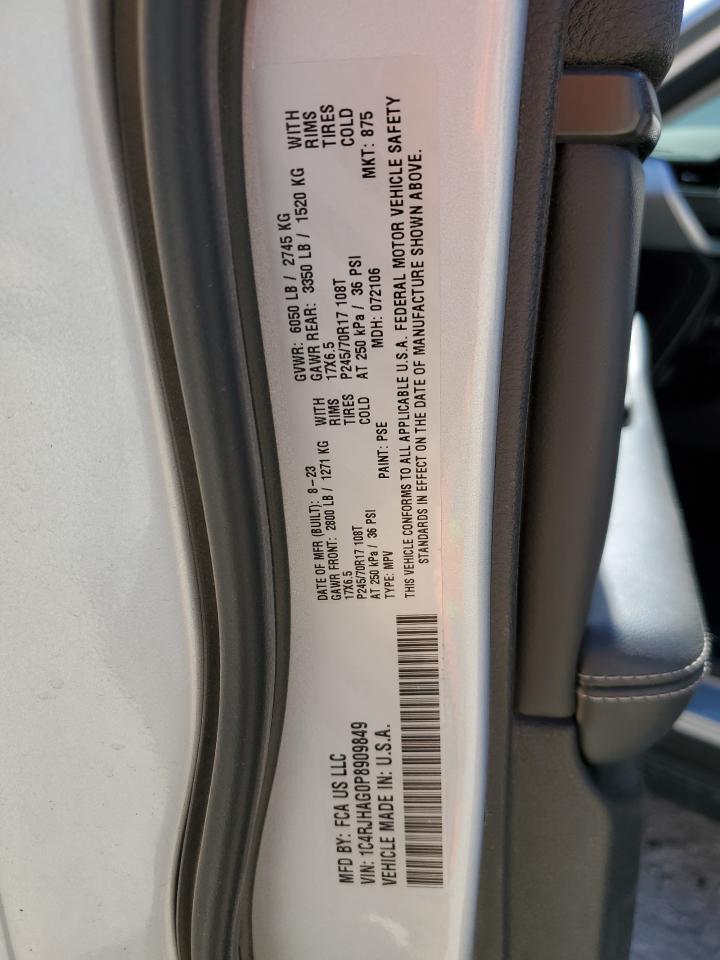 MFD BY: FCA US LLC
VIN: 1C4RJHAG0P8909849
VEHICLE MADE IN: U.S.A.
DATE OF MFR (BUILT): 8-23
GAWR FRONT: 2800 LB / 1271 KG WITH
17X6.5 RIMS
P245/70R17 108T TIRES
AT 250 kPa / 36 PSI COLD
TYPE: MPV PAINT: PSE
GVWR: 6050 LB / 2745 KG
GAWR REAR: 3350 LB / 1520 KG WITH
17X6.5 RIMS
P245/70R17 108T TIRES
AT 250 kPa / 36 PSI COLD
MDH: 072106 MKT: 875
THIS VEHICLE CONFORMS TO ALL APPLICABLE U.S.A. FEDERAL MOTOR VEHICLE SAFETY
STANDARDS IN EFFECT ON THE DATE OF MANUFACTURE SHOWN ABOVE.